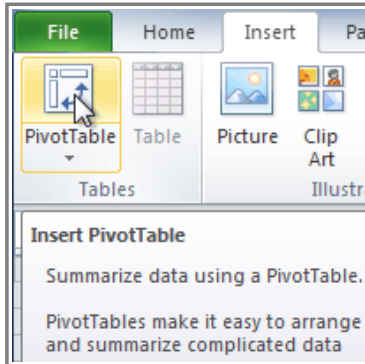 File Home Insert Pa
PivotTable Table Picture Clip
Art
Tables Illustr
Insert PivotTable
Summarize data using a PivotTable.
PivotTables make it easy to arrange
and summarize complicated data